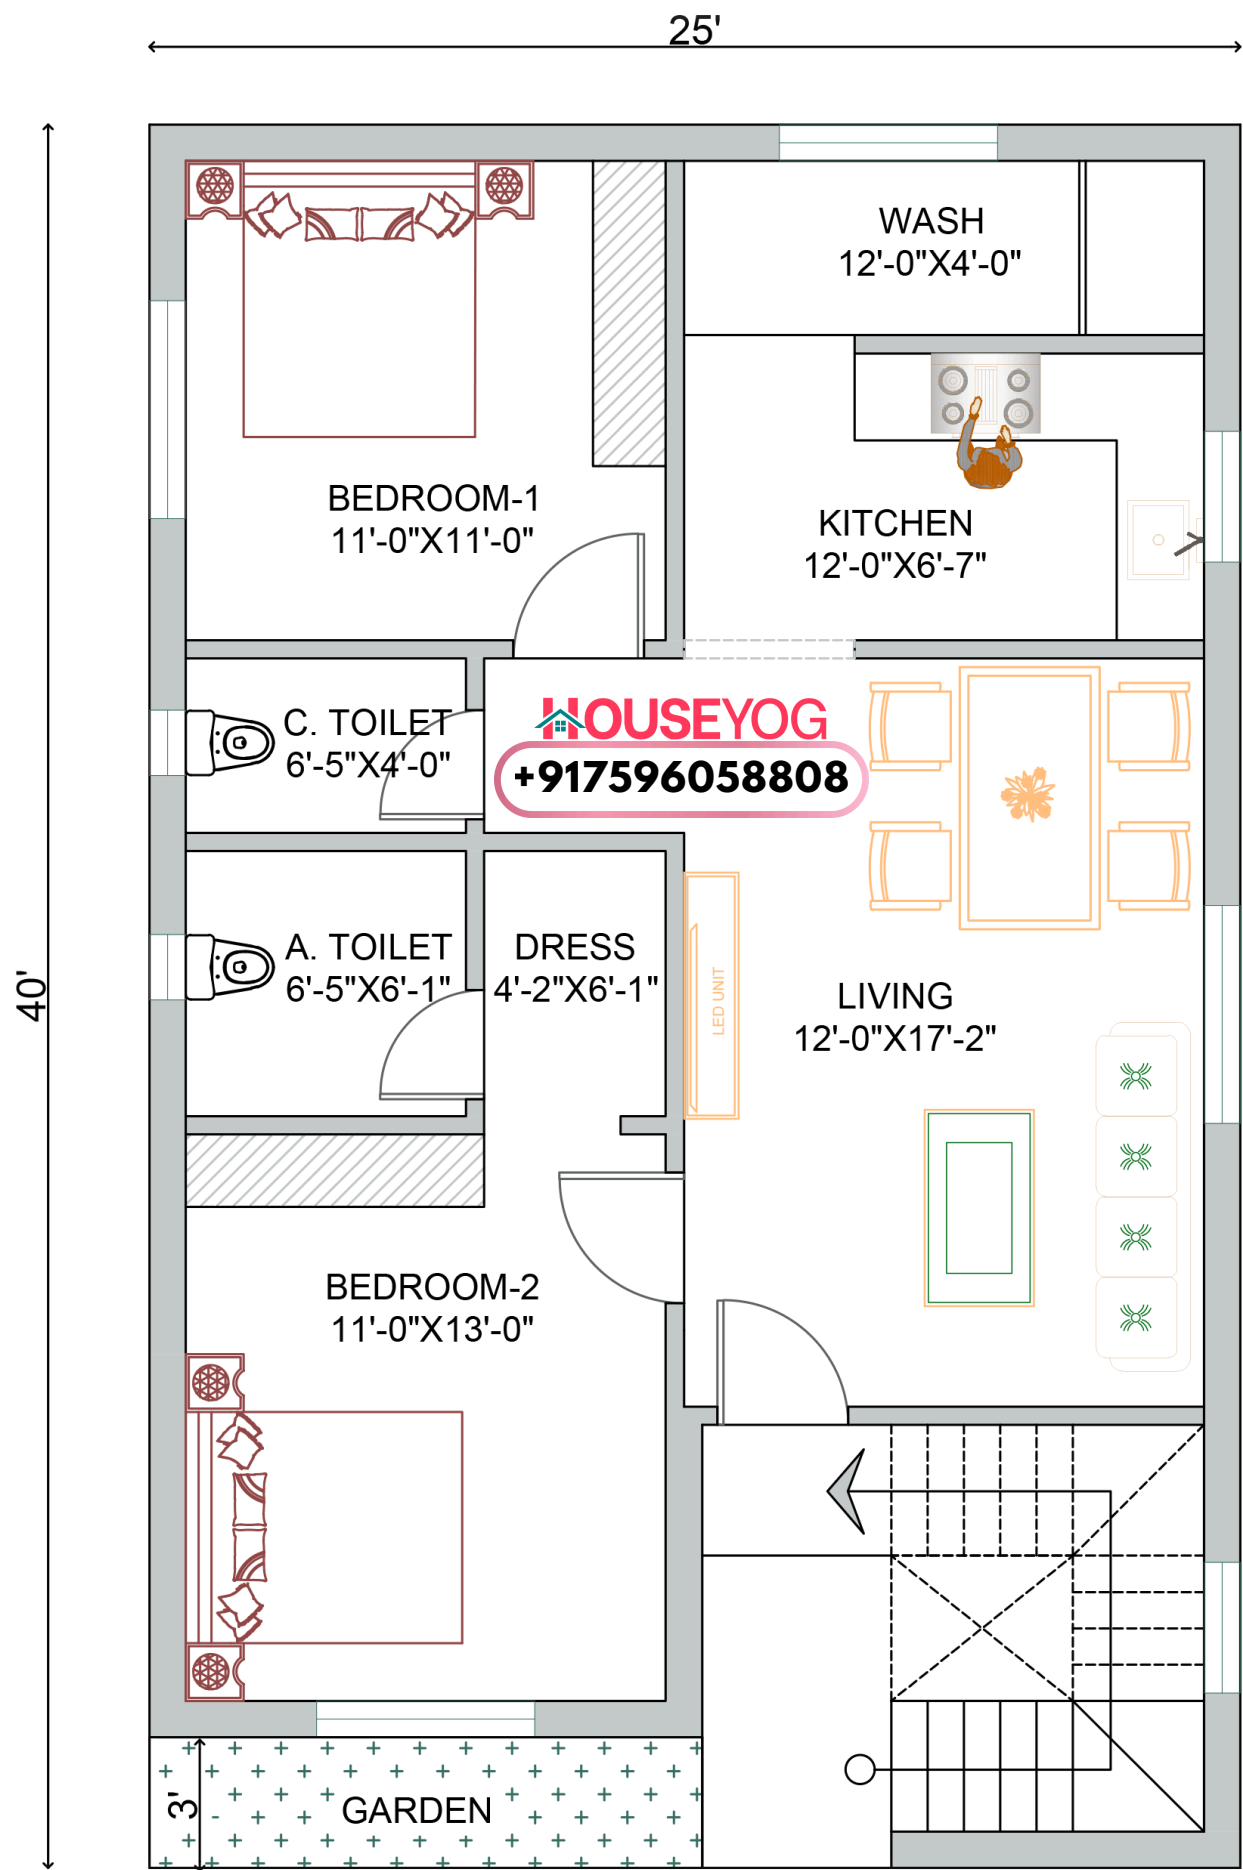 25'
WASH
12'-0"X4'-0"
BEDROOM-1
11'-0"X11'-0"
KITCHEN
12'-0"X6'-7"
HOUSEYOG
+917596058808
C. TOILET
6'-5"X4'-0"
A. TOILET
6'-5"X6'-1"
DRESS
4'-2"X6'-1"
LED UNIT
LIVING
12'-0"X17'-2"
40'
BEDROOM-2
11'-0"X13'-0"
3'
GARDEN